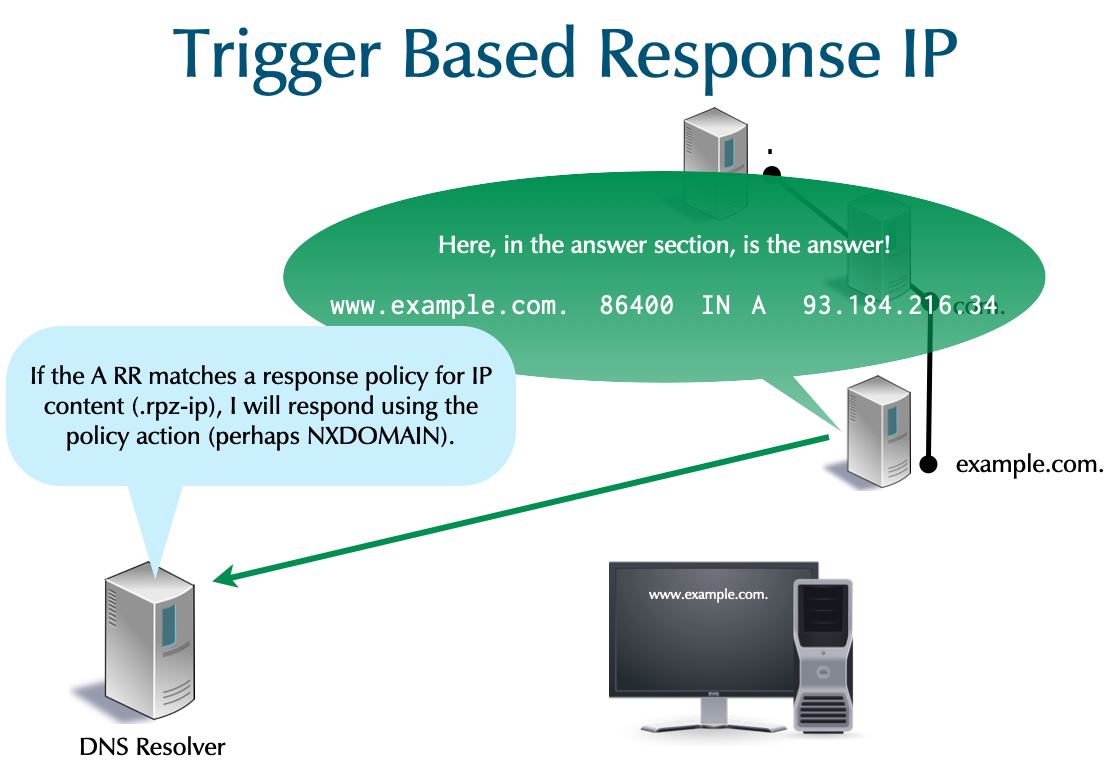 Trigger Based Response IP
.
Here, in the answer section, is the answer!
www.example.com. 86400 IN A 93.184.216.34
com.
If the A RR matches a response policy for IP
content (.rpz-ip), I will respond using the
policy action (perhaps NXDOMAIN).
example.com.
www.example.com.
DNS Resolver